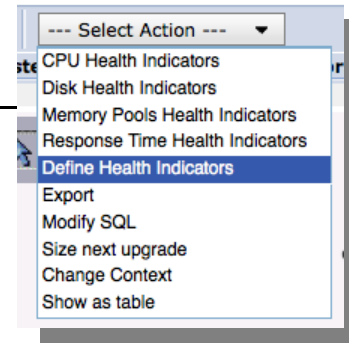 --- Select Action ---
CPU Health Indicators
Disk Health Indicators
Memory Pools Health Indicators
Response Time Health Indicators
Define Health Indicators
Export
Modify SQL
Size next upgrade
Change Context
Show as table